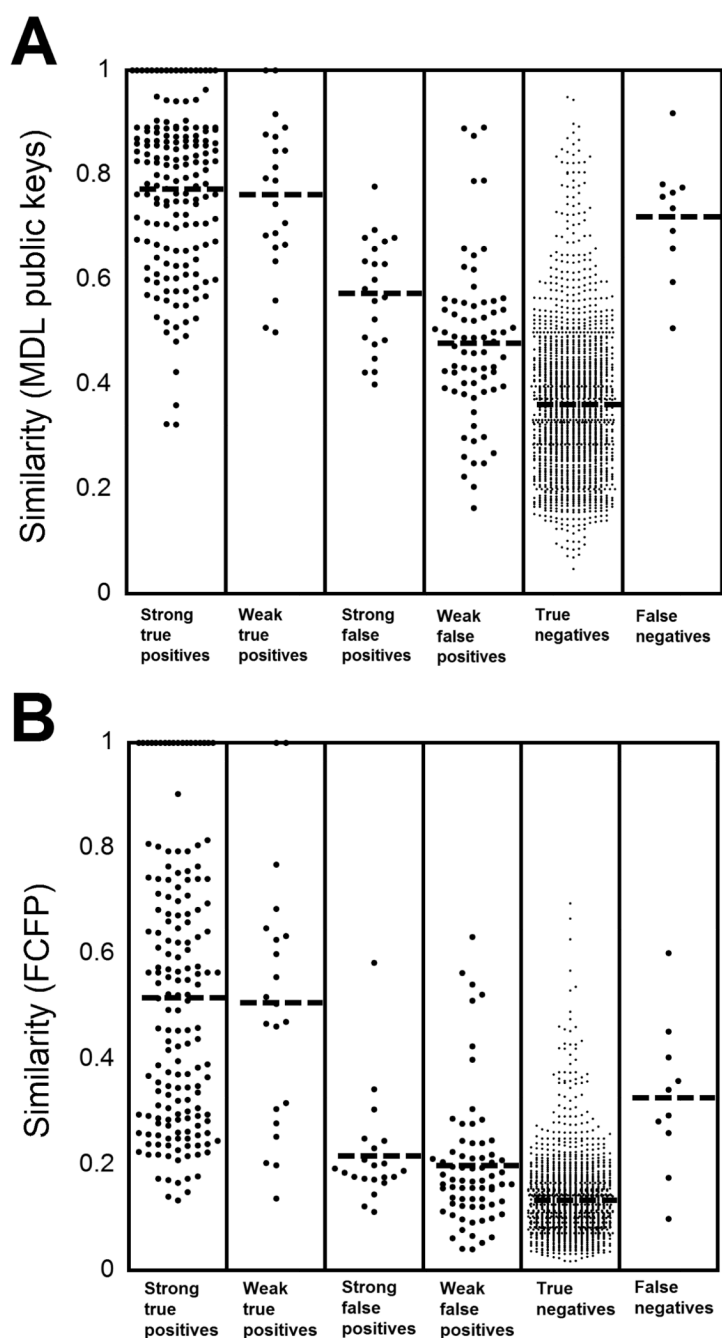 A
Similarity (MDL public keys)
1
0.8
0.6
0.4
0.2
0
Strong true positives
Weak true positives
Strong false positives
Weak false positives
True negatives
False negatives
B
Similarity (FCFP)
1
0.8
0.6
0.4
0.2
0
Strong true positives
Weak true positives
Strong false positives
Weak false positives
True negatives
False negatives